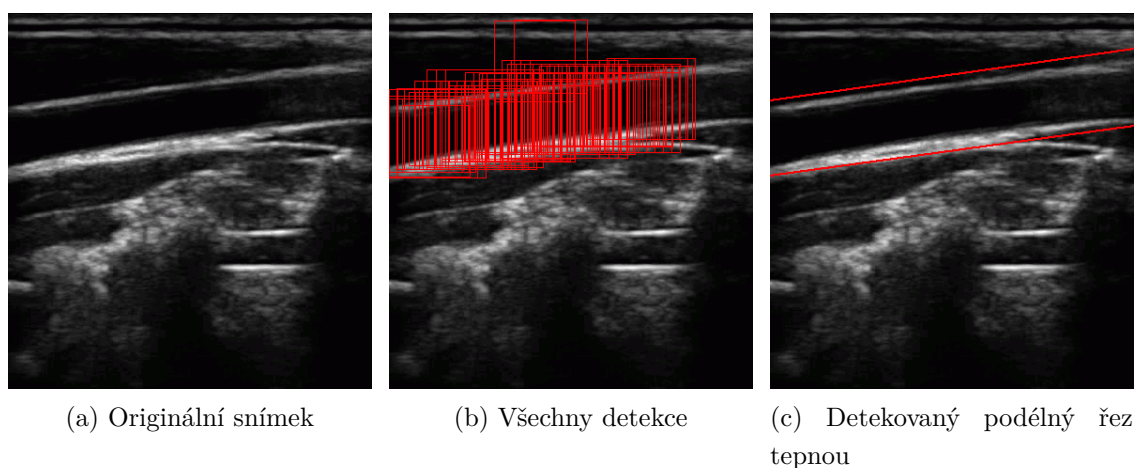 (a) Originální snímek
(b) Všechny detekce
(c) Detekovaný podélný řez
tepnou